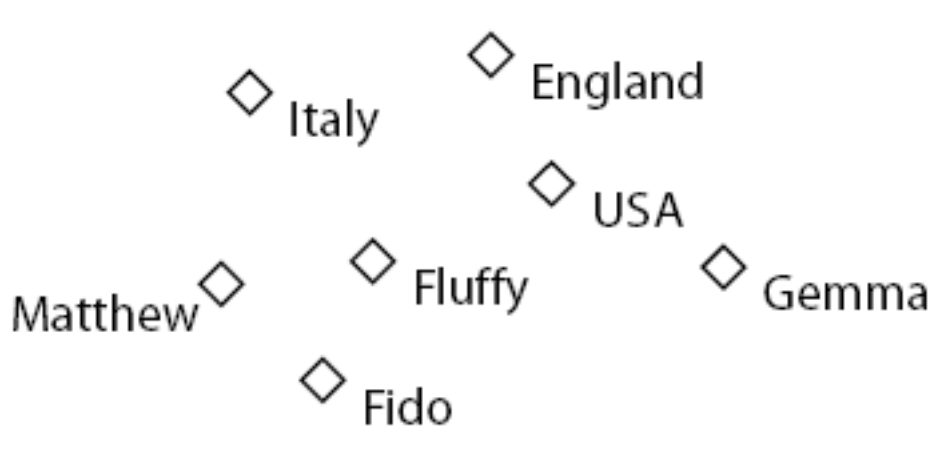 England
Italy
USA
Fluffy
Gemma
Matthew
Fido